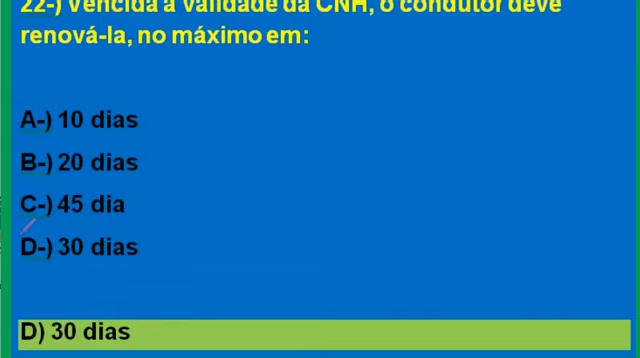 22-) Vencida a validade da CNH, o condutor deve
renová-la, no máximo em:
A-) 10 dias
B-) 20 dias
C-) 45 dia
D-) 30 dias
D) 30 dias